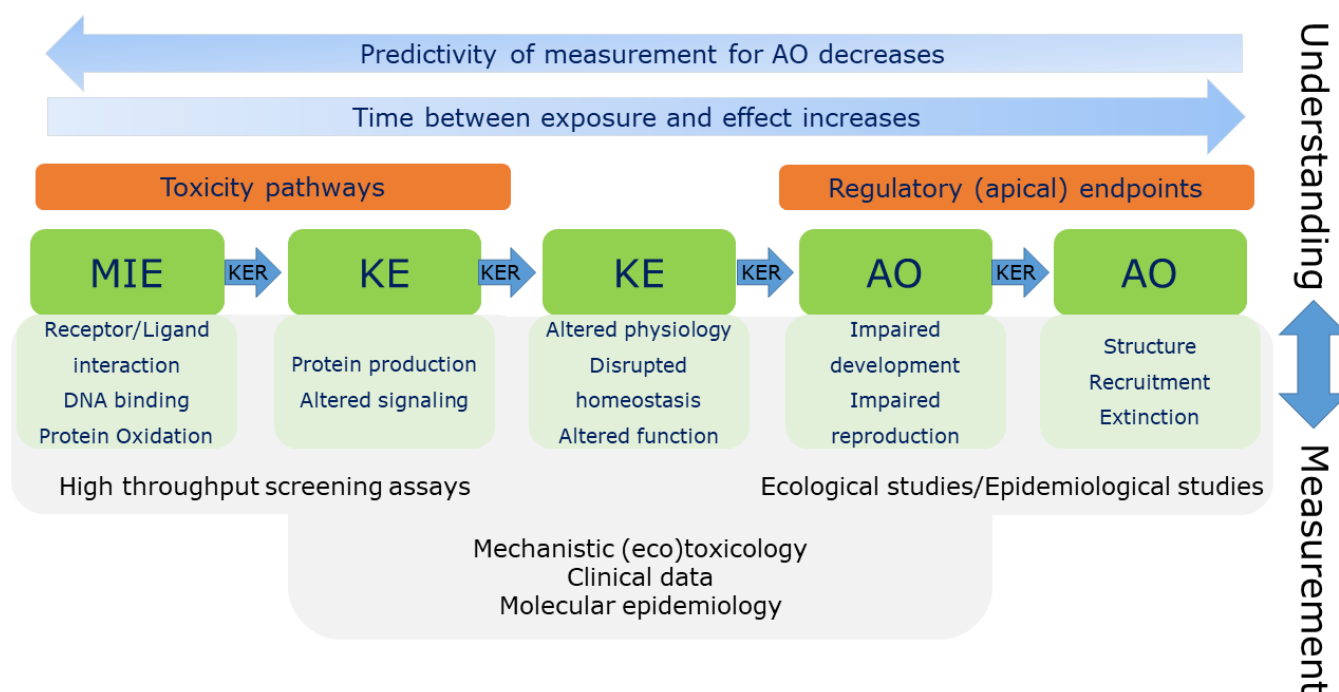 Predictivity of measurement for AO decreases
Time between exposure and effect increases
Toxicity pathways
Regulatory (apical) endpoints
MIE
KER
KE
KER
KE
KER
AO
KER
AO
Receptor/Ligand
interaction
DNA binding
Protein Oxidation
Protein production
Altered signaling
Altered physiology
Disrupted
homeostasis
Altered function
Impaired
development
Impaired
reproduction
Structure
Recruitment
Extinction
High throughput screening assays
Ecological studies/Epidemiological studies
Mechanistic (eco)toxicology
Clinical data
Molecular epidemiology
Understanding
Measurement